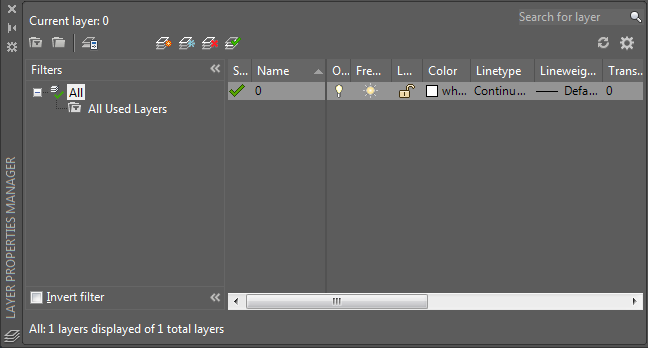 Current layer: 0
Search for layer
Filters
S... Name O... Fre... L... Color Linetype Lineweig... Trans...
All
0 wh... Continu... Defa... 0
All Used Layers
Invert filter
All: 1 layers displayed of 1 total layers
LAYER PROPERTIES MANAGER